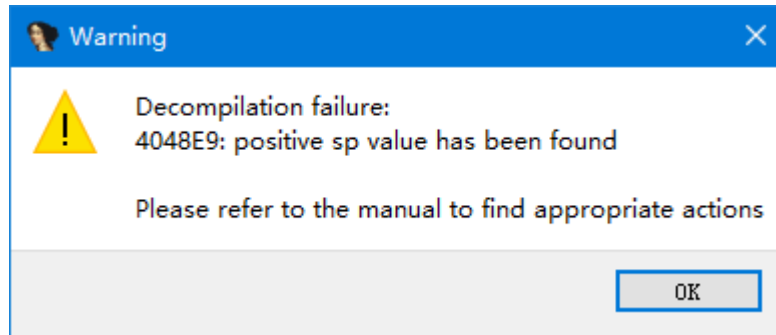 Warning
Decompilation failure:
4048E9: positive sp value has been found
Please refer to the manual to find appropriate actions
OK